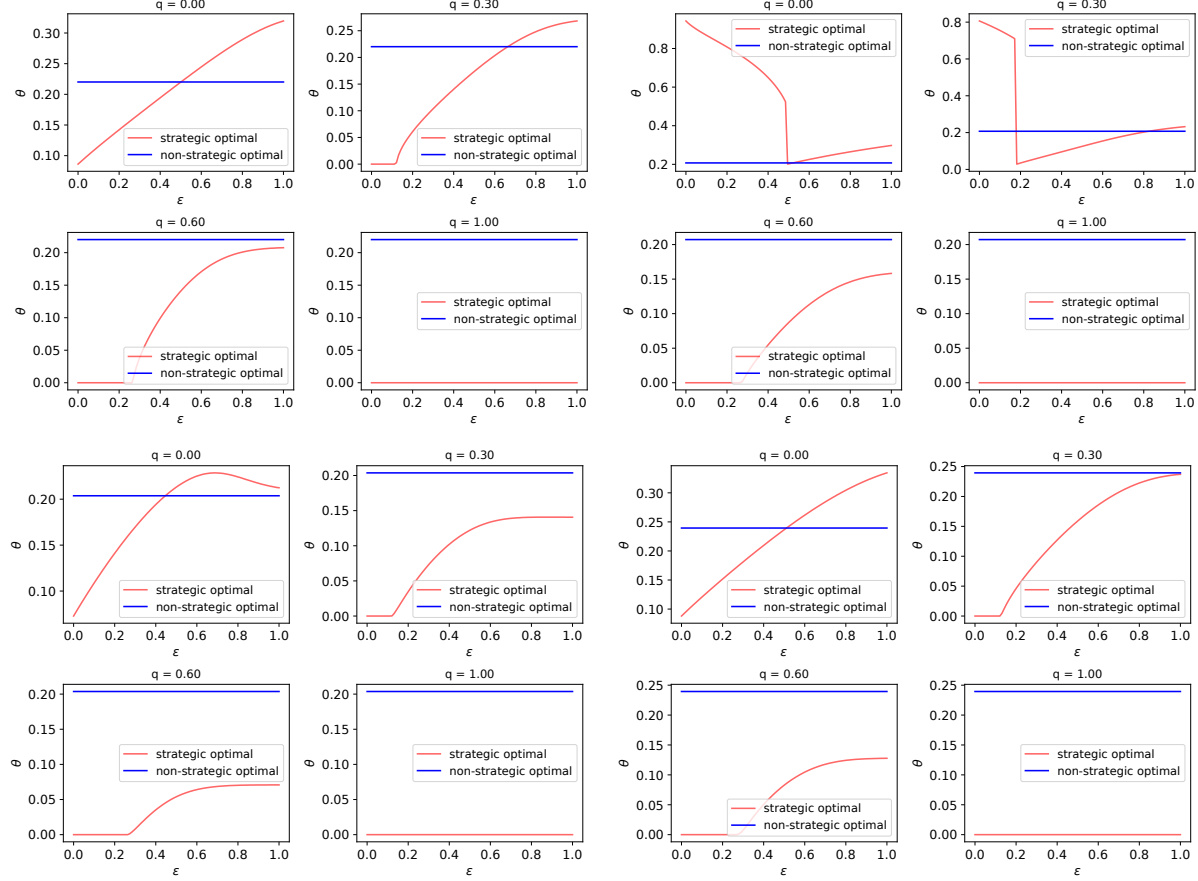 q = 0.00
0.30
0.25
0.20
0.15
0.10
θ
strategic optimal
non-strategic optimal
0.0 0.2 0.4 0.6 0.8 1.0
ε
q = 0.30
0.25
0.20
0.15
0.10
0.05
0.00
θ
strategic optimal
non-strategic optimal
0.0 0.2 0.4 0.6 0.8 1.0
ε
q = 0.00
0.8
0.6
0.4
0.2
θ
strategic optimal
non-strategic optimal
0.0 0.2 0.4 0.6 0.8 1.0
ε
q = 0.30
0.8
0.6
0.4
0.2
0.0
θ
strategic optimal
non-strategic optimal
0.0 0.2 0.4 0.6 0.8 1.0
ε
q = 0.60
0.20
0.15
0.10
0.05
0.00
θ
strategic optimal
non-strategic optimal
0.0 0.2 0.4 0.6 0.8 1.0
ε
q = 1.00
0.20
0.15
0.10
0.05
0.00
θ
strategic optimal
non-strategic optimal
0.0 0.2 0.4 0.6 0.8 1.0
ε
q = 0.60
0.20
0.15
0.10
0.05
0.00
θ
strategic optimal
non-strategic optimal
0.0 0.2 0.4 0.6 0.8 1.0
ε
q = 1.00
0.20
0.15
0.10
0.05
0.00
θ
strategic optimal
non-strategic optimal
0.0 0.2 0.4 0.6 0.8 1.0
ε
q = 0.00
0.20
0.15
0.10
θ
strategic optimal
non-strategic optimal
0.0 0.2 0.4 0.6 0.8 1.0
ε
q = 0.30
0.20
0.15
0.10
0.05
0.00
θ
strategic optimal
non-strategic optimal
0.0 0.2 0.4 0.6 0.8 1.0
ε
q = 0.00
0.30
0.25
0.20
0.15
0.10
θ
strategic optimal
non-strategic optimal
0.0 0.2 0.4 0.6 0.8 1.0
ε
q = 0.30
0.25
0.20
0.15
0.10
0.05
0.00
θ
strategic optimal
non-strategic optimal
0.0 0.2 0.4 0.6 0.8 1.0
ε
q = 0.60
0.20
0.15
0.10
0.05
0.00
θ
strategic optimal
non-strategic optimal
0.0 0.2 0.4 0.6 0.8 1.0
ε
q = 1.00
0.20
0.15
0.10
0.05
0.00
θ
strategic optimal
non-strategic optimal
0.0 0.2 0.4 0.6 0.8 1.0
ε
q = 0.60
0.25
0.20
0.15
0.10
0.05
0.00
θ
strategic optimal
non-strategic optimal
0.0 0.2 0.4 0.6 0.8 1.0
ε
q = 1.00
0.25
0.20
0.15
0.10
0.05
0.00
θ
strategic optimal
non-strategic optimal
0.0 0.2 0.4 0.6 0.8 1.0
ε